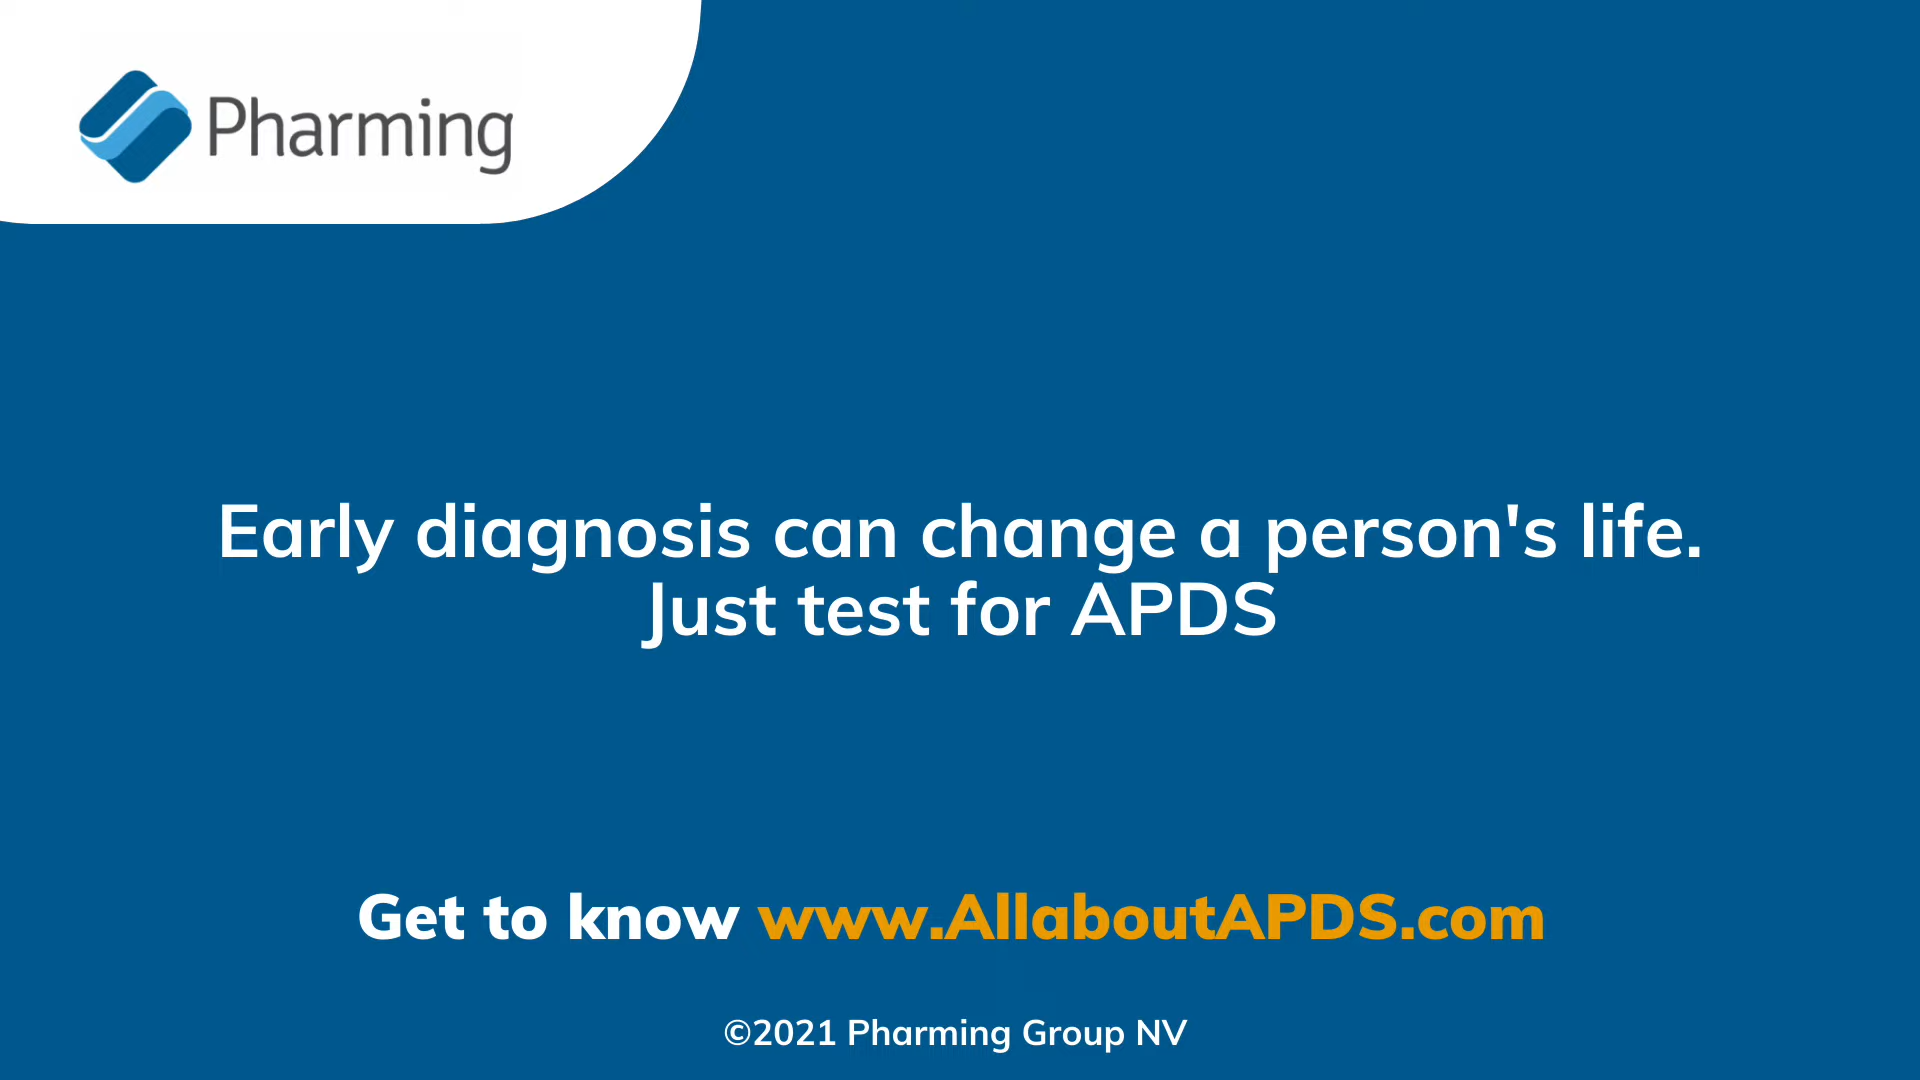 Pharming
Early diagnosis can change a person's life.
Just test for APDS
Get to know www.AllaboutAPDS.com
©2021 Pharming Group NV